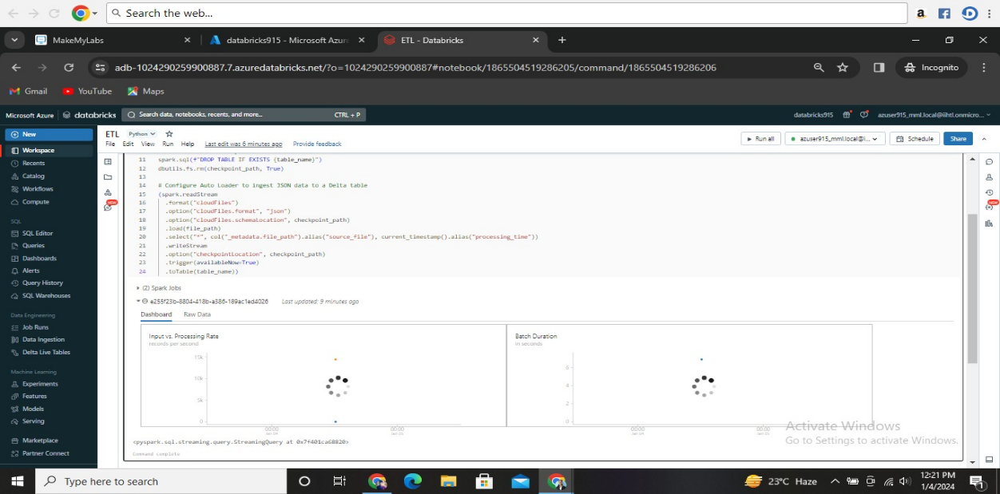 Search the web...
a
MakeMyLabs
databricks915 - Microsoft Azur
ETL - Databricks
adb-1024290259900887.7.azuredatabricks.net/?o=1024290259900887#notebook/1865504519286205/command/1865504519286206
Incognito
Gmail
YouTube
Maps
Microsoft Azure
databricks
Search data, notebooks, recents, and more...
CTRL + P
databricks915
azuser915_mml.local@lihtl.onmicro...
New
Workspace
Recents
Catalog
Workflows
Compute
SQL
SQL Editor
Queries
Dashboards
Alerts
Query History
SQL Warehouses
Data Engineering
Job Runs
Data Ingestion
Delta Live Tables
Machine Learning
Experiments
Features
Models
Serving
Marketplace
Partner Connect
ETL
Python
File Edit View Run Help
Last edit was 6 minutes ago
Provide feedback
Run all
azuser915_mml.local@l...
Schedule
Share
NEW
NEW
11 spark.sql(f"DROP TABLE IF EXISTS {table_name}")
12 dbutils.fs.rm(checkpoint_path, True)
13
14 # Configure Auto Loader to ingest JSON data to a Delta table
15 (spark.readStream
16 .format("cloudFiles")
17 .option("cloudFiles.format", "json")
18 .option("cloudFiles.schemaLocation", checkpoint_path)
19 .load(file_path)
20 .select("*", col("_metadata.file_path").alias("source_file"), current_timestamp().alias("processing_time"))
21 .writeStream
22 .option("checkpointLocation", checkpoint_path)
23 .trigger(availableNow=True)
24 .toTable(table_name))
(2) Spark Jobs
e255f23b-8804-418b-a386-189ac1ed4026
Last updated: 9 minutes ago
Dashboard
Raw Data
Input vs. Processing Rate
records per second
15k
10k
5k
0
00:00
Jan 04
00:00
Jan 05
Batch Duration
in seconds
6
4
2
0
00:00
Jan 04
00:00
Jan 05
<pyspark.sql.streaming.query.StreamingQuery at 0x7f401ca68820>
Command complete
Activate Windows
Go to Settings to activate Windows.
Type here to search
23°C Haze
12:21 PM
1/4/2024
1